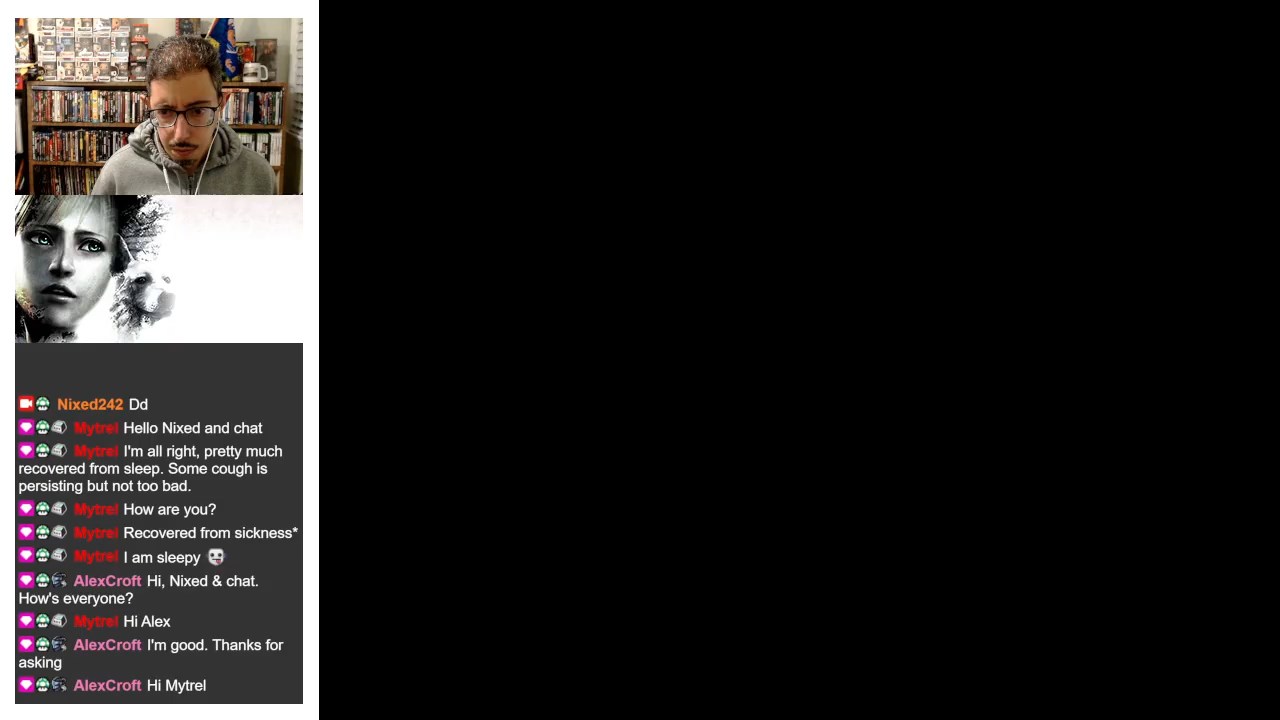 Nixed242 Dd
Mytrel Hello Nixed and chat
Mytrel I'm all right, pretty much
recovered from sleep. Some cough is
persisting but not too bad.
Mytrel How are you?
Mytrel Recovered from sickness*
Mytrel I am sleepy
AlexCroft Hi, Nixed & chat.
How's everyone?
Mytrel Hi Alex
AlexCroft I'm good. Thanks for
asking
AlexCroft Hi Mytrel